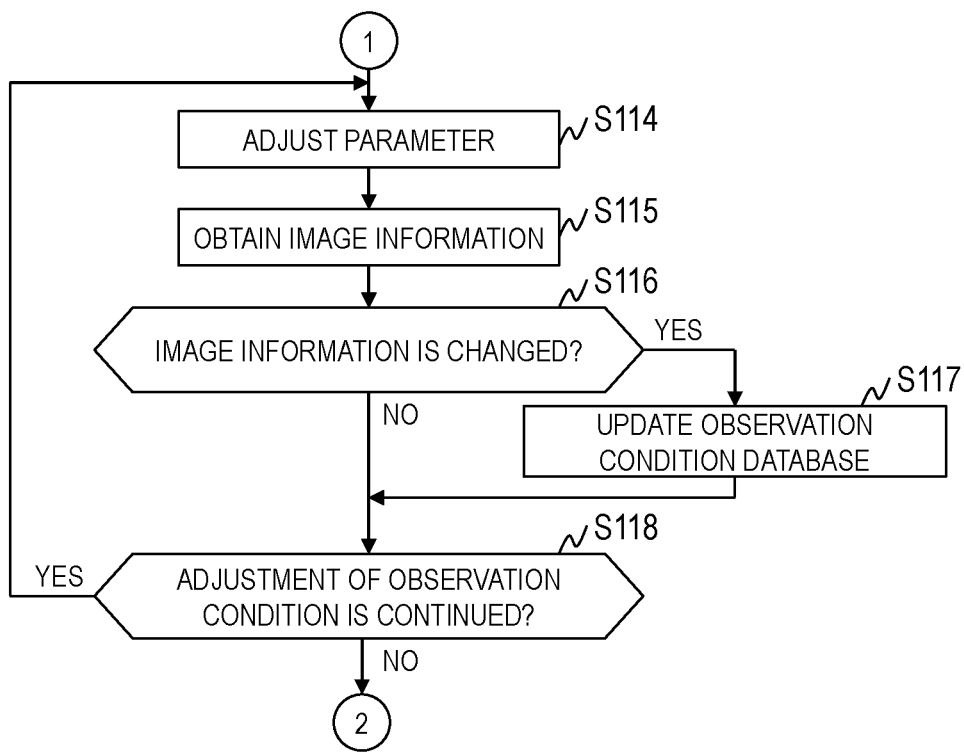 1
S114
ADJUST PARAMETER
S115
OBTAIN IMAGE INFORMATION
S116
IMAGE INFORMATION IS CHANGED?
YES
S117
UPDATE OBSERVATION
CONDITION DATABASE
NO
S118
YES
ADJUSTMENT OF OBSERVATION
CONDITION IS CONTINUED?
NO
2